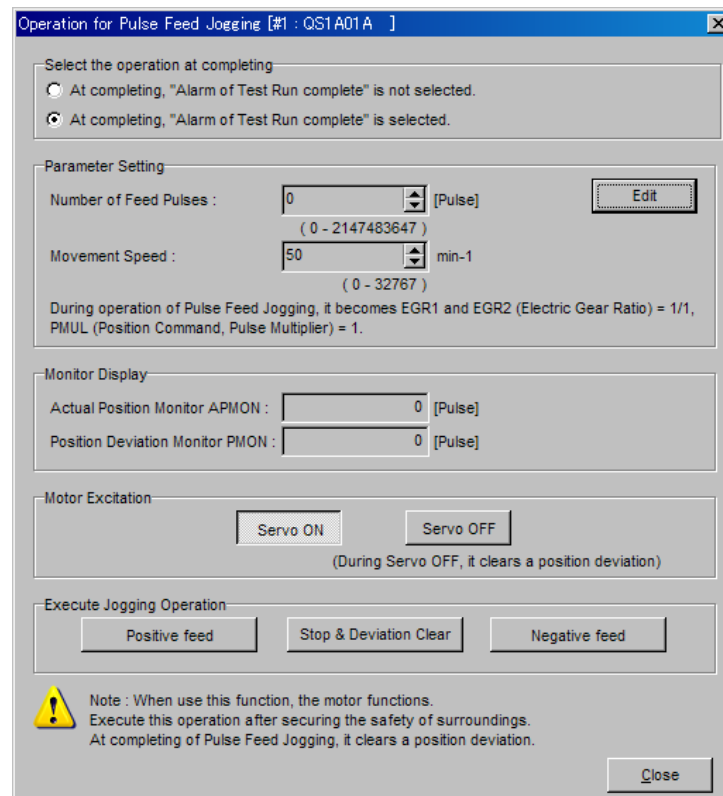 Operation for Pulse Feed Jogging [#1 : QS1A01A ]
Select the operation at completing
At completing, "Alarm of Test Run complete" is not selected.
At completing, "Alarm of Test Run complete" is selected.
Parameter Setting
Number of Feed Pulses : 0 [Pulse] Edit
( 0 - 2147483647 )
Movement Speed : 50 min-1
( 0 - 32767 )
During operation of Pulse Feed Jogging, it becomes EGR1 and EGR2 (Electric Gear Ratio) = 1/1,
PMUL (Position Command, Pulse Multiplier) = 1.
Monitor Display
Actual Position Monitor APMON : 0 [Pulse]
Position Deviation Monitor PMON : 0 [Pulse]
Motor Excitation
Servo ON Servo OFF
(During Servo OFF, it clears a position deviation)
Execute Jogging Operation
Positive feed Stop & Deviation Clear Negative feed
Note : When use this function, the motor functions.
Execute this operation after securing the safety of surroundings.
At completing of Pulse Feed Jogging, it clears a position deviation.
Close